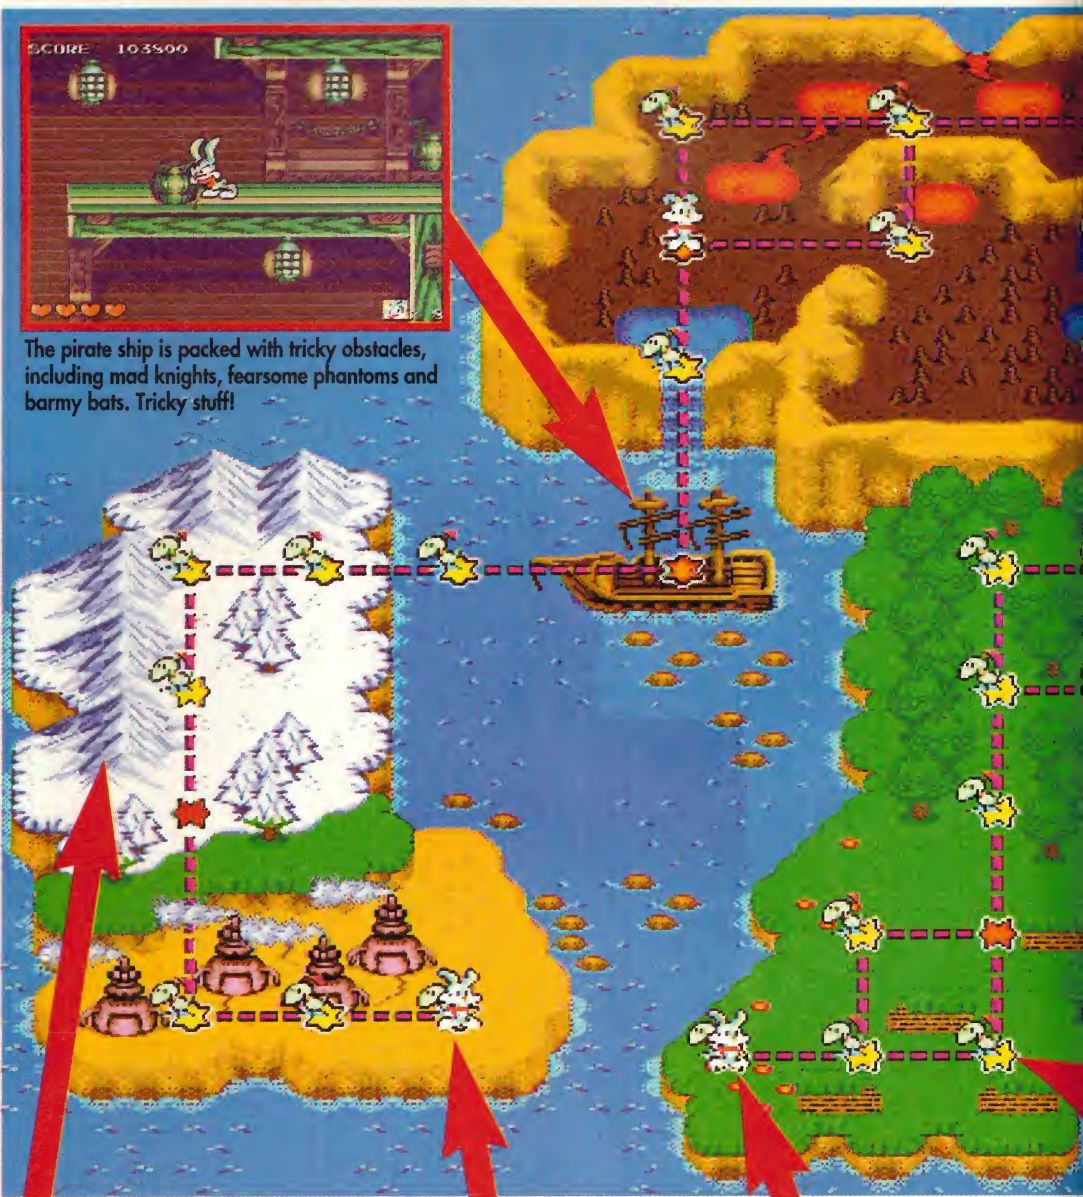 SCORE 103800
The pirate ship is packed with tricky obstacles,
including mad knights, fearsome phantoms and
barmy bats. Tricky stuff!